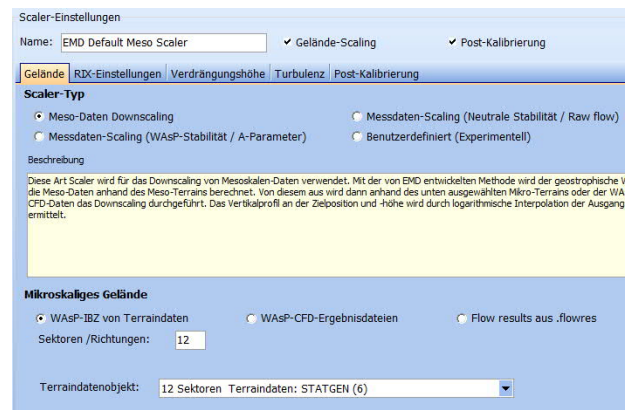 Scaler-Einstellungen
Name: EMD Default Meso Scaler Gelände-Scaling Post-Kalibrierung
Gelände RIX-Einstellungen Verdrängungshöhe Turbulenz Post-Kalibrierung
Scaler-Typ
Meso-Daten Downscaling Messdaten-Scaling (Neutrale Stabilität / Raw flow)
Messdaten-Scaling (WAsP-Stabilität / A-Parameter) Benutzerdefiniert (Experimentell)
Beschreibung
Diese Art Scaler wird für das Downscaling von Mesoskalen-Daten verwendet. Mit der von EMD entwickelten Methode wird der geostrophische
die Meso-Daten anhand des Meso-Terrains berechnet. Von diesem aus wird dann anhand des unten ausgewählten Mikro-Terrains oder der
CFD-Daten das Downscaling durchgeführt. Das Vertikalprofil an der Zielposition und -höhe wird durch logarithmische Interpolation der
ermittelt.
Mikroskaliges Gelände
WAsP-IBZ von Terraindaten WAsP-CFD-Ergebnisdateien Flow results aus .flowres
Sektoren /Richtungen: 12
Terraindatenobjekt: 12 Sektoren Terraindaten: STATGEN (6)